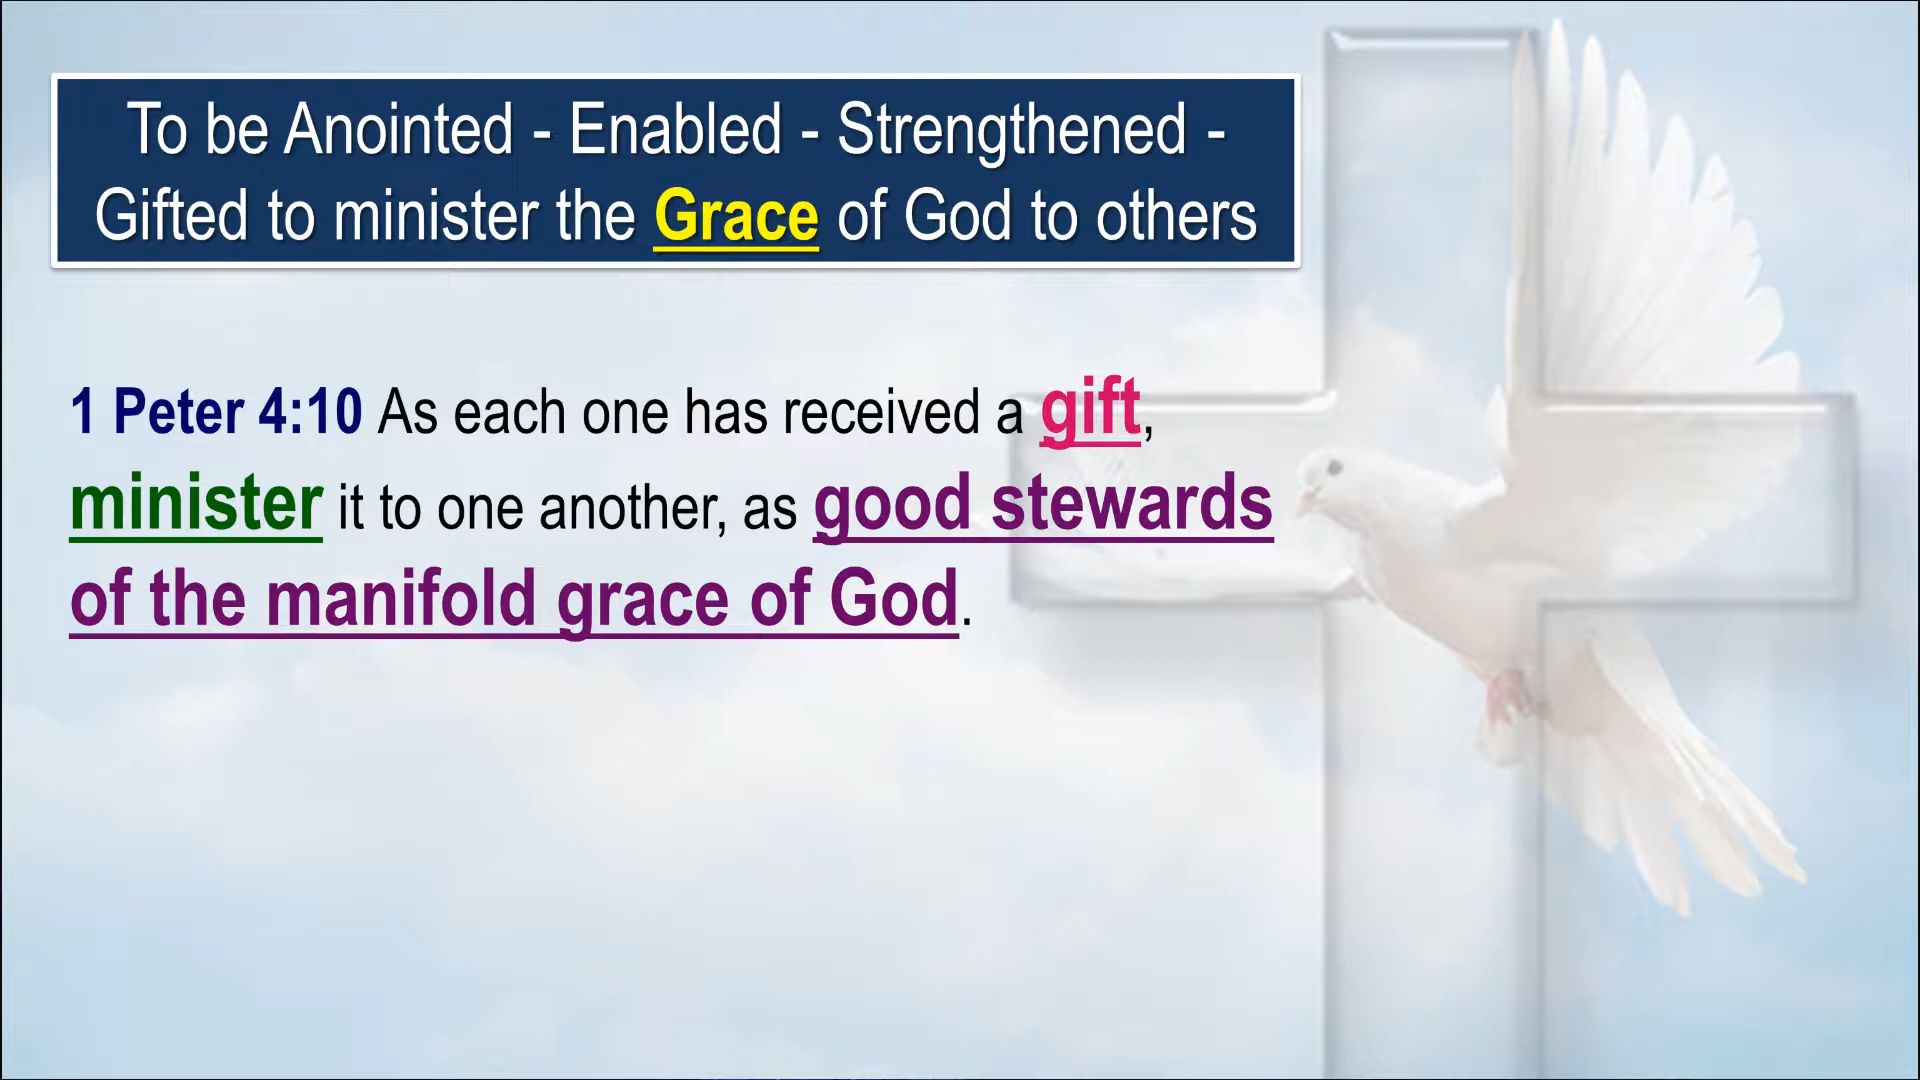 To be Anointed - Enabled - Strengthened -
Gifted to minister the Grace of God to others
1 Peter 4:10 As each one has received a gift,
minister it to one another, as good stewards
of the manifold grace of God.